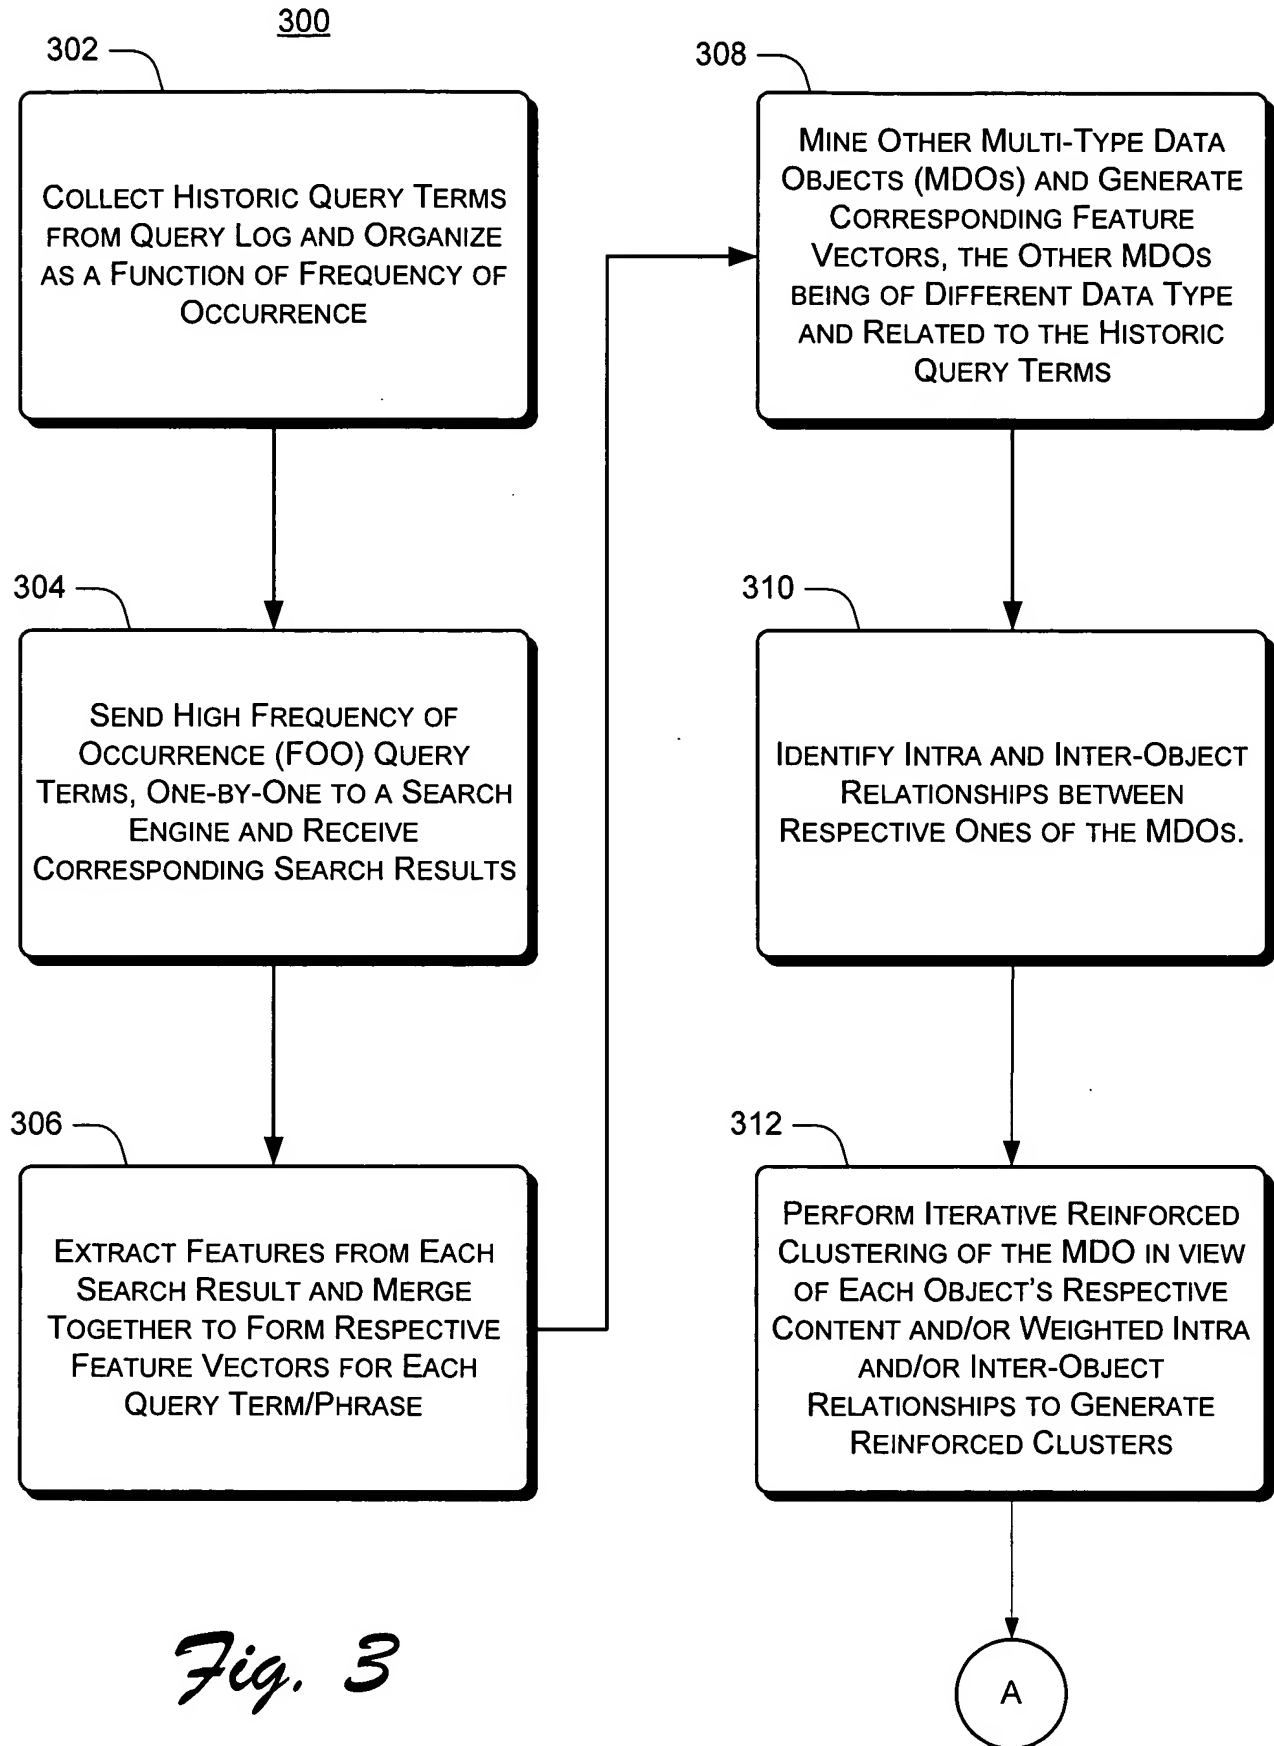 300
302
COLLECT HISTORIC QUERY TERMS
FROM QUERY LOG AND ORGANIZE
AS A FUNCTION OF FREQUENCY OF
OCCURRENCE
304
SEND HIGH FREQUENCY OF
OCCURRENCE (FOO) QUERY
TERMS, ONE-BY-ONE TO A SEARCH
ENGINE AND RECEIVE
CORRESPONDING SEARCH RESULTS
306
EXTRACT FEATURES FROM EACH
SEARCH RESULT AND MERGE
TOGETHER TO FORM RESPECTIVE
FEATURE VECTORS FOR EACH
QUERY TERM/PHRASE
308
MINE OTHER MULTI-TYPE DATA
OBJECTS (MDOS) AND GENERATE
CORRESPONDING FEATURE
VECTORS, THE OTHER MDOS
BEING OF DIFFERENT DATA TYPE
AND RELATED TO THE HISTORIC
QUERY TERMS
310
IDENTIFY INTRA AND INTER-OBJECT
RELATIONSHIPS BETWEEN
RESPECTIVE ONES OF THE MDOS.
312
PERFORM ITERATIVE REINFORCED
CLUSTERING OF THE MDO IN VIEW
OF EACH OBJECT'S RESPECTIVE
CONTENT AND/OR WEIGHTED INTRA
AND/OR INTER-OBJECT
RELATIONSHIPS TO GENERATE
REINFORCED CLUSTERS
A
Fig. 3